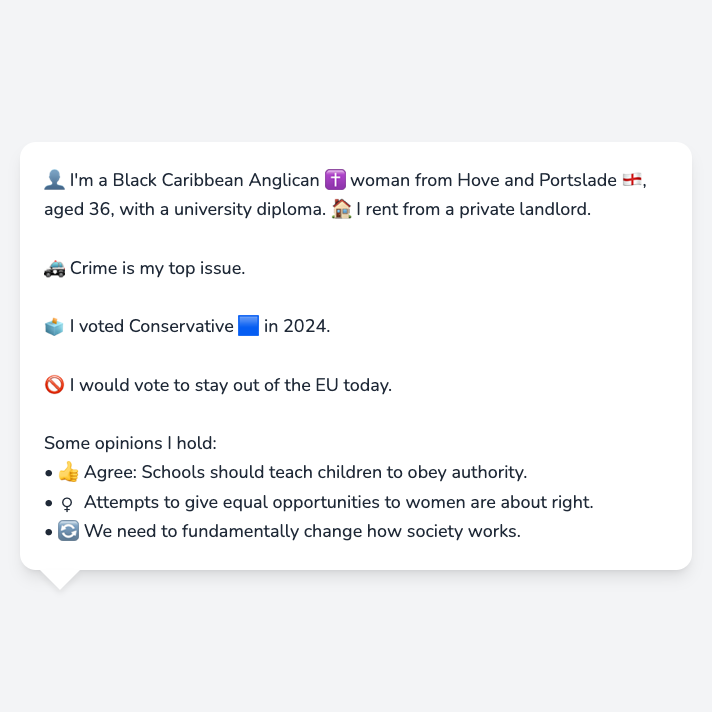 👤 I'm a Black Caribbean Anglican ✝️ woman from Hove and Portslade 🏴󠁧󠁢󠁥󠁮󠁧󠁿,
aged 36, with a university diploma. 🏠 I rent from a private landlord.
🚓 Crime is my top issue.
🗳️ I voted Conservative 🟦 in 2024.
🚫 I would vote to stay out of the EU today.
Some opinions I hold:
• 👍 Agree: Schools should teach children to obey authority.
• ♀ Attempts to give equal opportunities to women are about right.
• 🔄 We need to fundamentally change how society works.